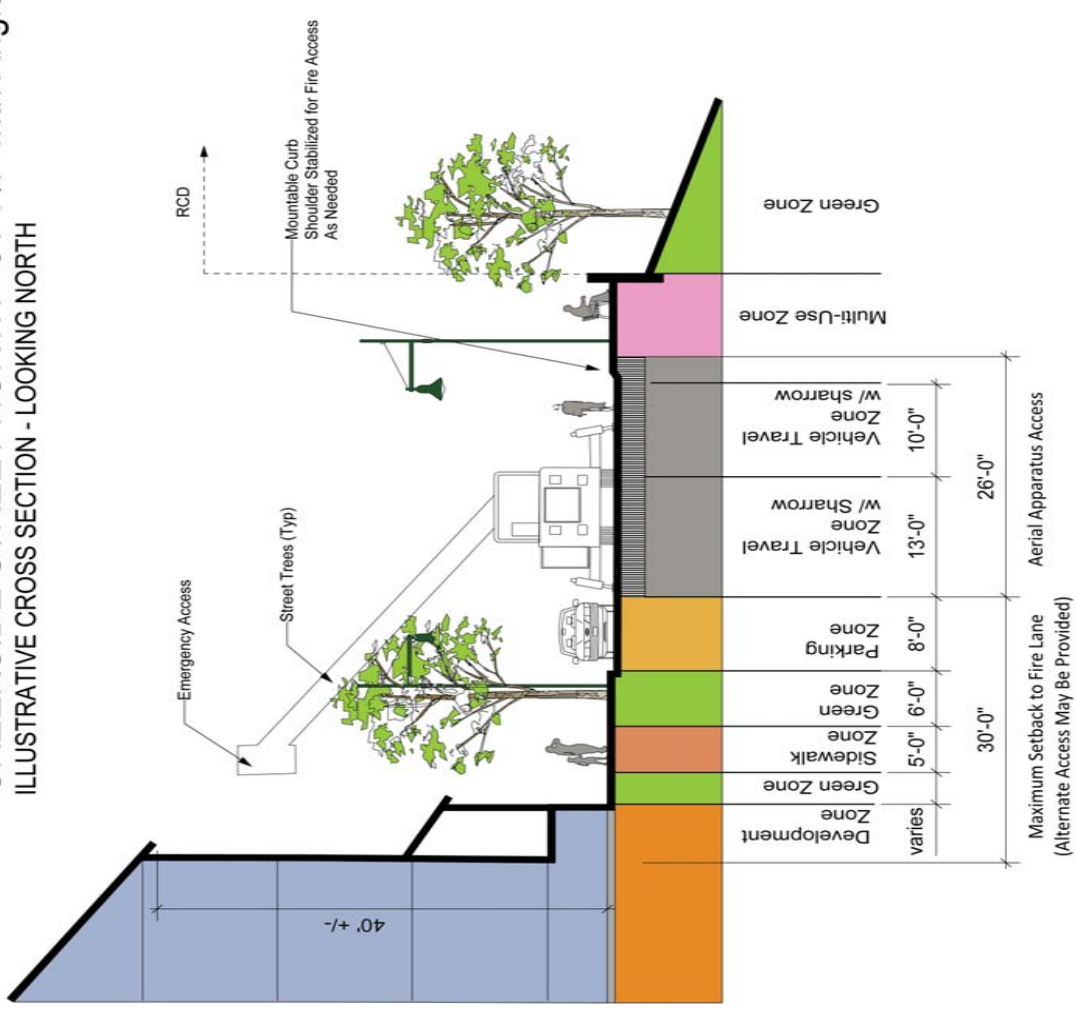 ILLUSTRATIVE CROSS SECTION - LOOKING NORTH
RCD
Mountable Curb
Shoulder Stabilized for Fire Access
As Needed
Street Trees (Typ)
Emergency Access
40' +/-
Development
Zone
Green Zone
Sidewalk
Zone
Green
Zone
Parking
Zone
Vehicle Travel
Zone
w/ Sharrow
Vehicle Travel
Zone
w/ sharrow
Multi-Use Zone
Green Zone
varies
5'-0"
6'-0"
8'-0"
13'-0"
10'-0"
30'-0"
26'-0"
Maximum Setback to Fire Lane
(Alternate Access May Be Provided)
Aerial Apparatus Access